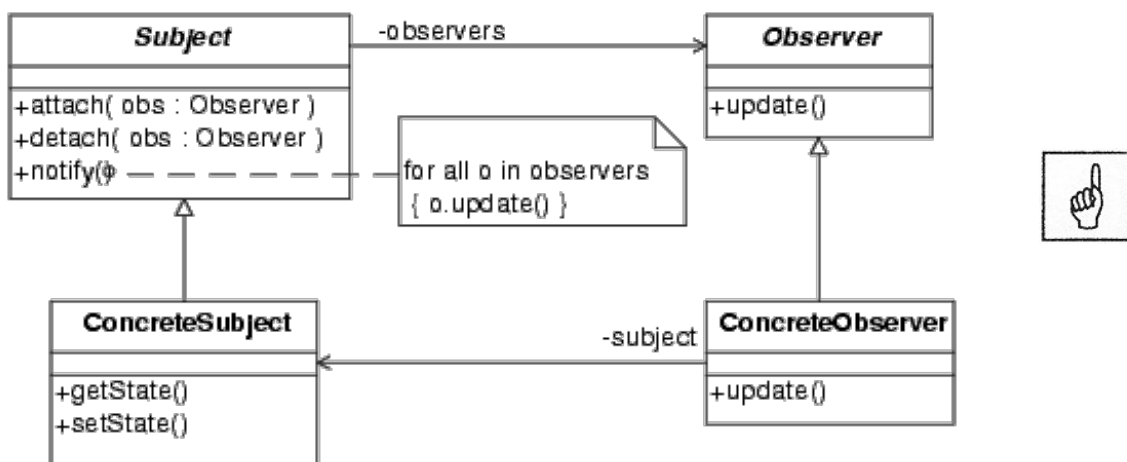 Subject
-observers
Observer
+attach( obs : Observer )
+detach( obs : Observer )
+notify()
+update()
for all o in observers
{ o.update() }
ConcreteSubject
-subject
ConcreteObserver
+getState()
+setState()
+update()